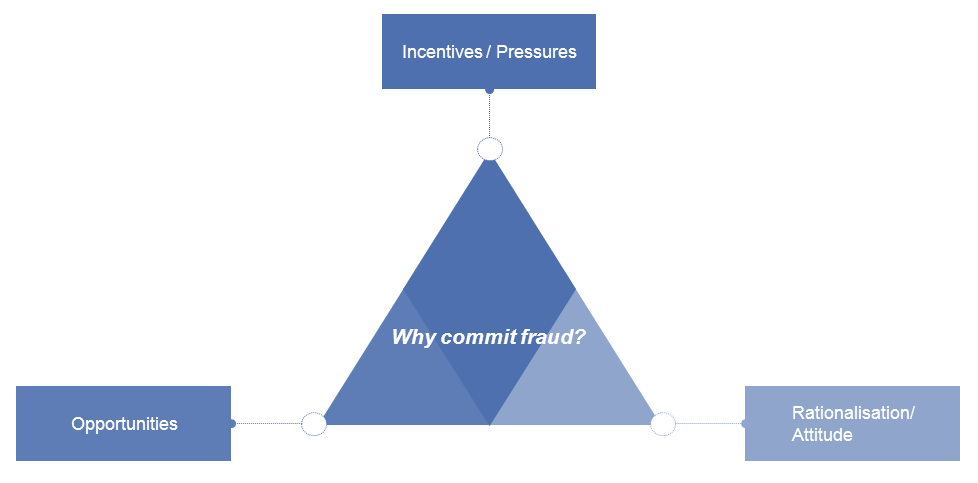 Incentives / Pressures
Why commit fraud?
Opportunities
Rationalisation/
Attitude